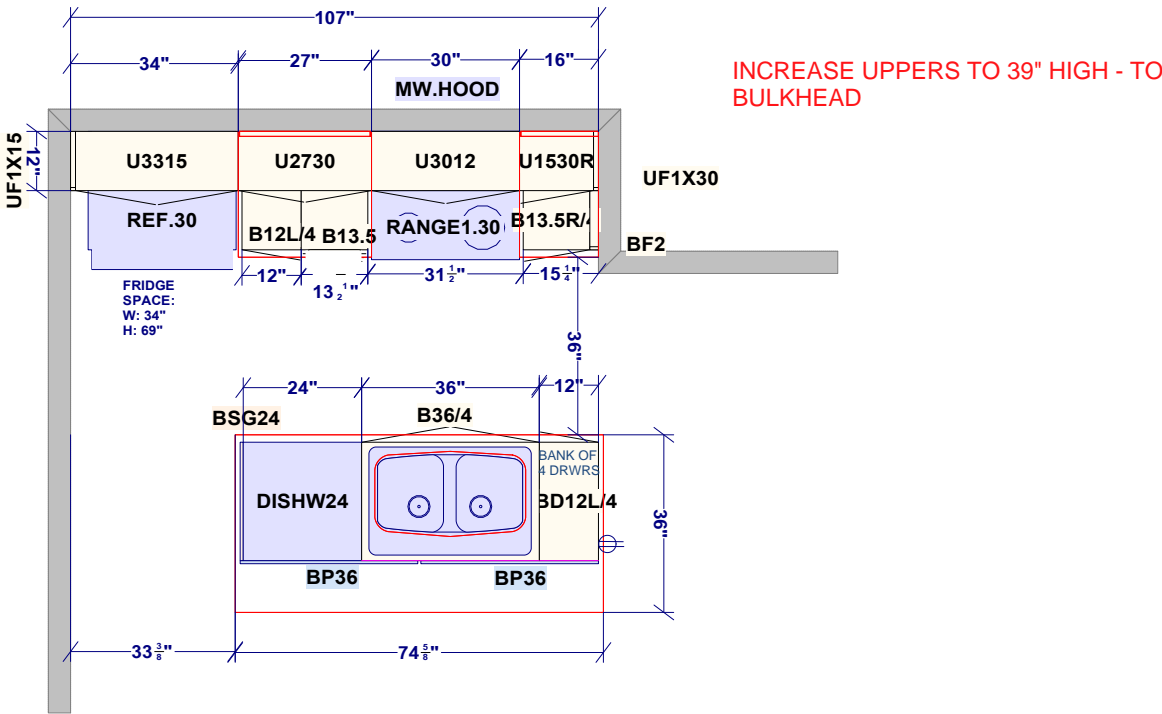 107"
34"
27"
30"
16"
INCREASE UPPERS TO 39" HIGH - TO
BULKHEAD
MW.HOOD
UF1X15
12"
U3315
U2730
U3012
U1530R
UF1X30
REF.30
B12L/4
B13.5
RANGE1.30
B13.5R/4
BF2
12"
13 1/2"
31 1/2"
15 1/4"
FRIDGE
SPACE:
W: 34"
H: 69"
36"
24"
36"
12"
BSG24
B36/4
BANK OF
4 DRWRS
DISHW24
BD12L/4
36"
BP36
BP36
33 3/8"
74 5/8"